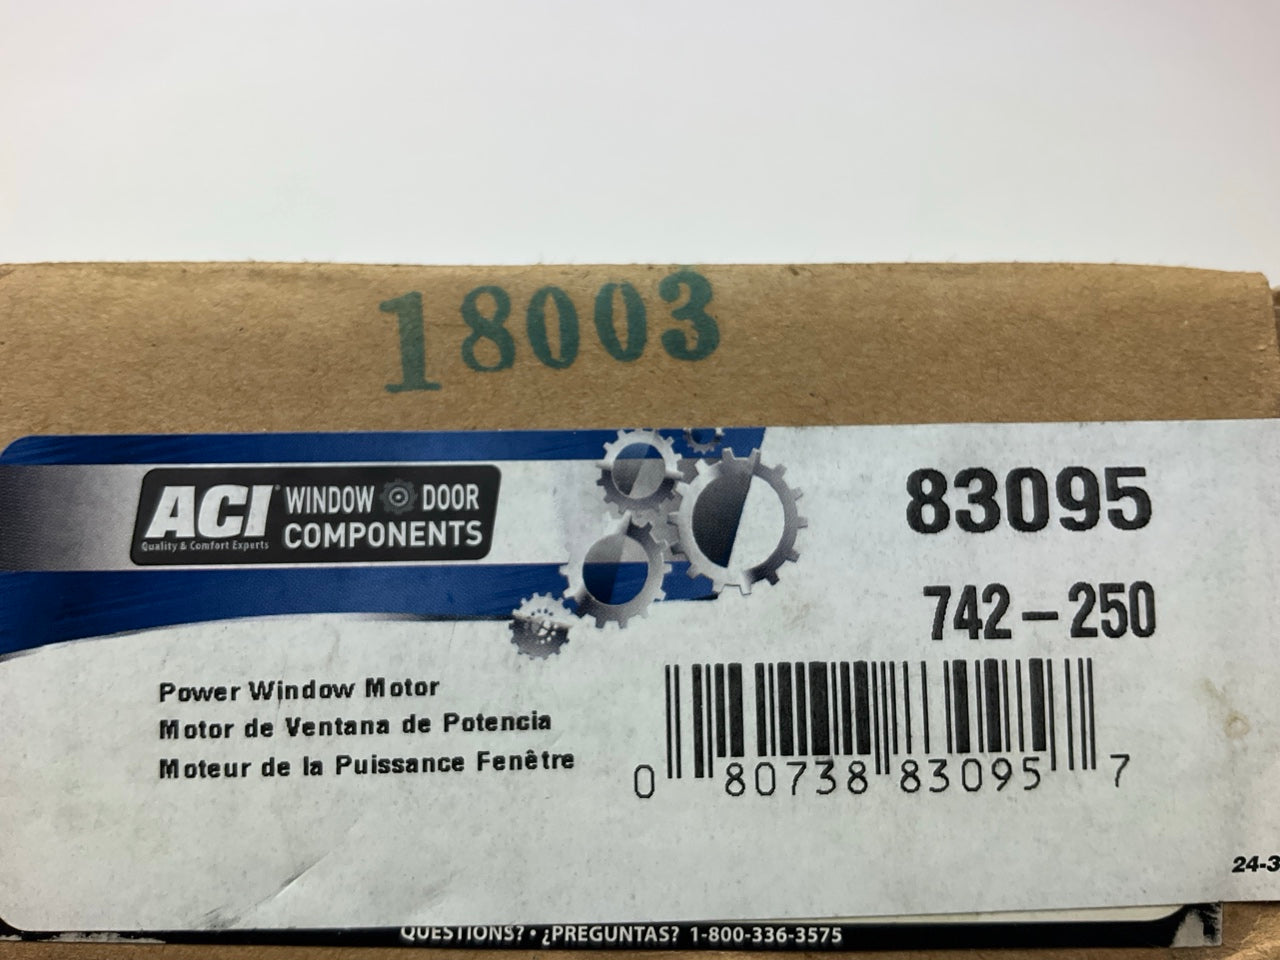 18003
ACI WINDOW DOOR
COMPONENTS
Quality & Comfort Experts
83095
742-250
Power Window Motor
Motor de Ventana de Potencia
Moteur de la Puissance Fenêtre
0 80738 83095 7
24-3
QUESTIONS? • ¿PREGUNTAS? 1-800-336-3575